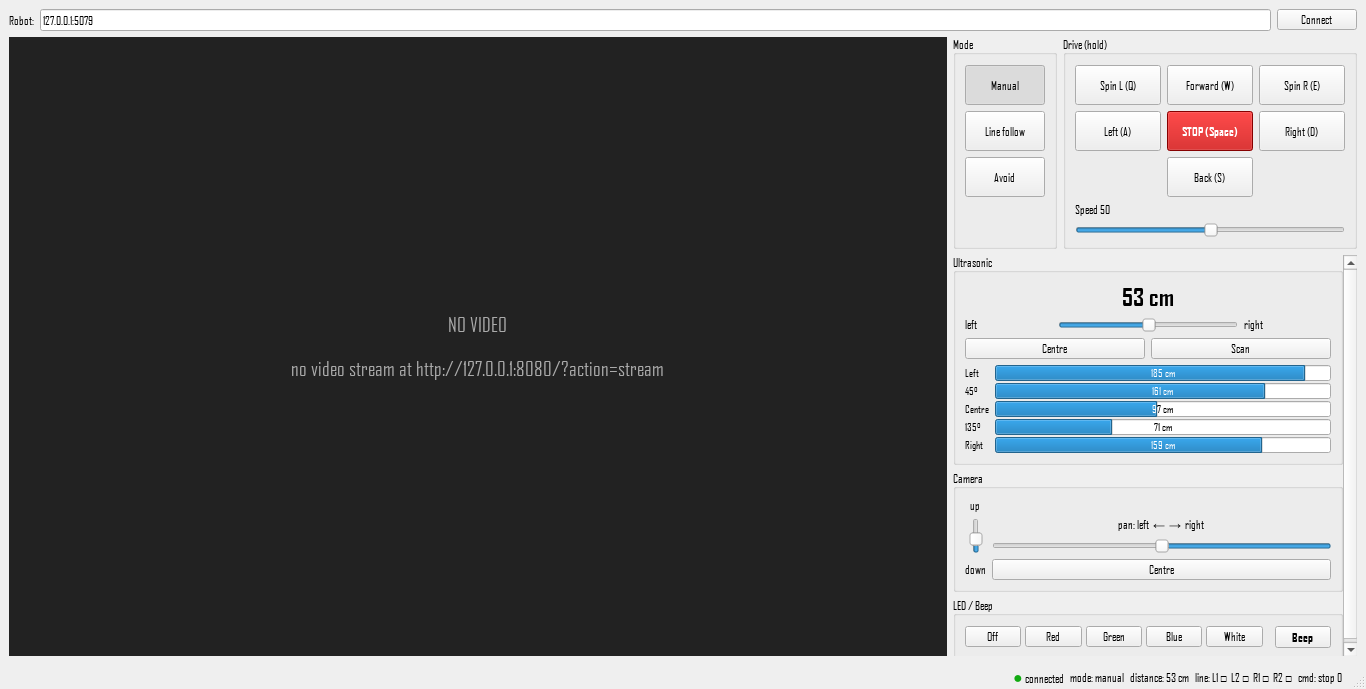 Robot: 127.0.0.1:5079 Connect
NO VIDEO
no video stream at http://127.0.0.1:8080/?action=stream
Mode
Manual
Line follow
Avoid
Drive (hold)
Spin L (Q) Forward (W) Spin R (E)
Left (A) STOP (Space) Right (D)
Back (S)
Speed 50
Ultrasonic
53 cm
left right
Centre Scan
Left 185 cm
45° 161 cm
Centre 97 cm
135° 71 cm
Right 159 cm
Camera
up
pan: left ← → right
down Centre
LED / Beep
Off Red Green Blue White Beep
connected mode: manual distance: 53 cm line: L1 □ L2 □ R1 □ R2 □ cmd: stop 0